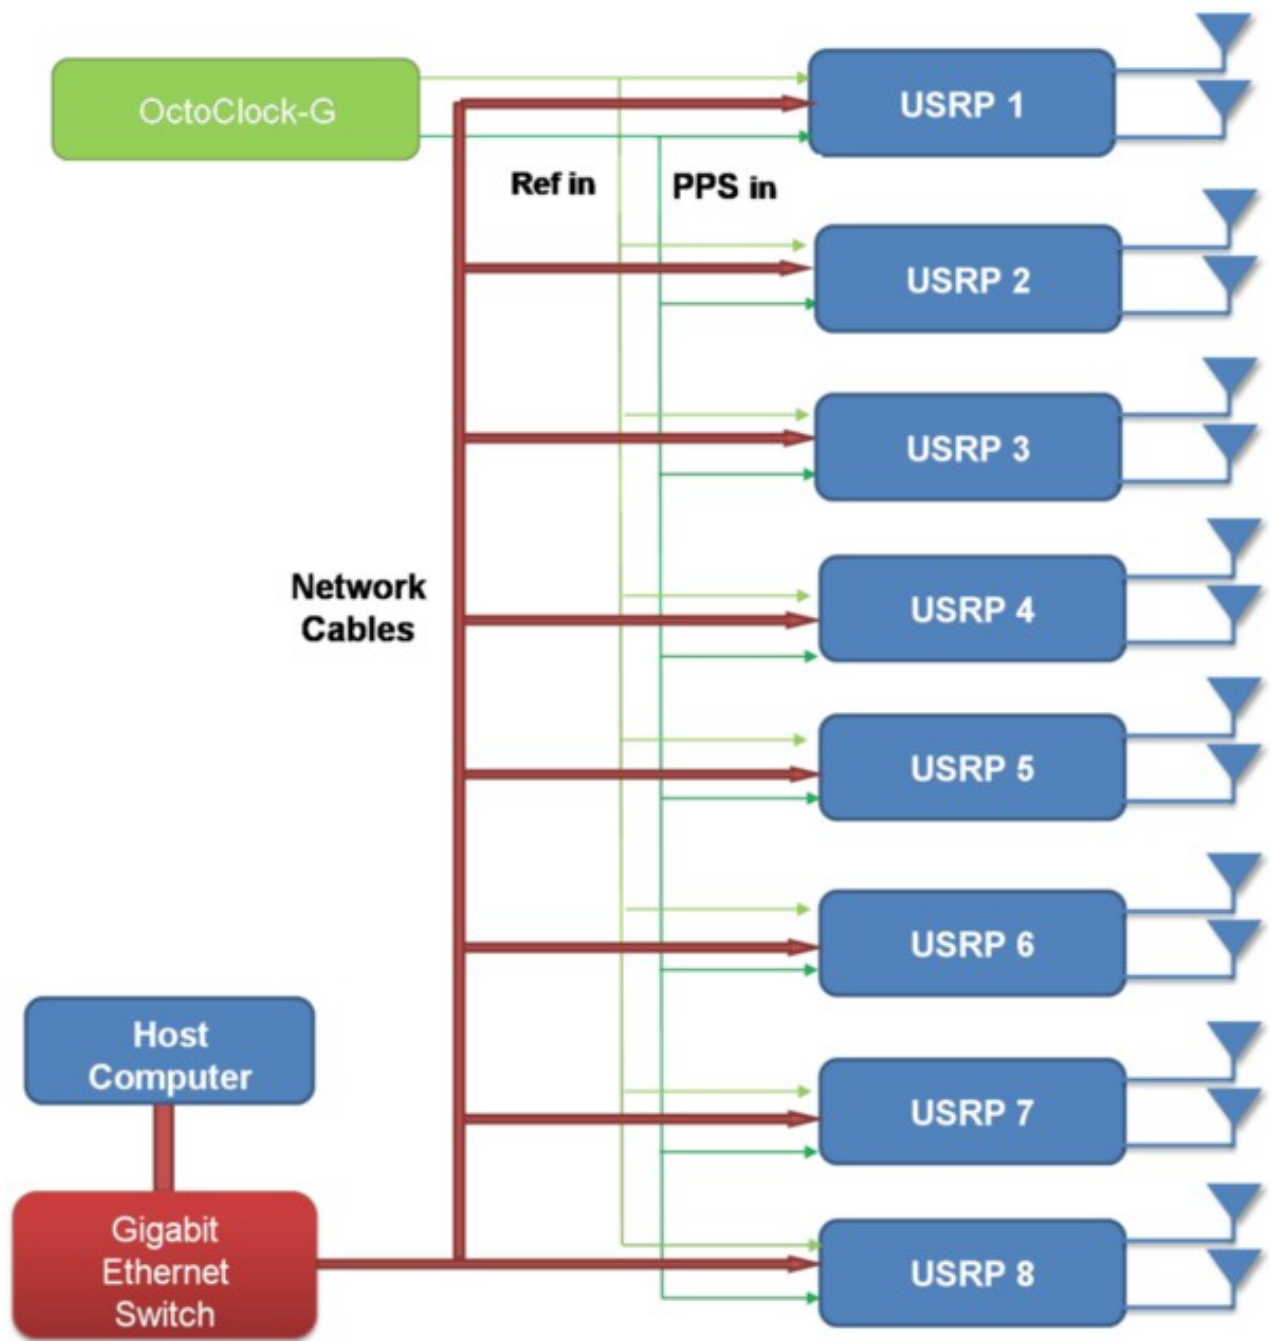 OctoClock-G
USRP 1
Ref in
PPS in
USRP 2
USRP 3
Network
Cables
USRP 4
USRP 5
USRP 6
Host
Computer
USRP 7
Gigabit
Ethernet
Switch
USRP 8